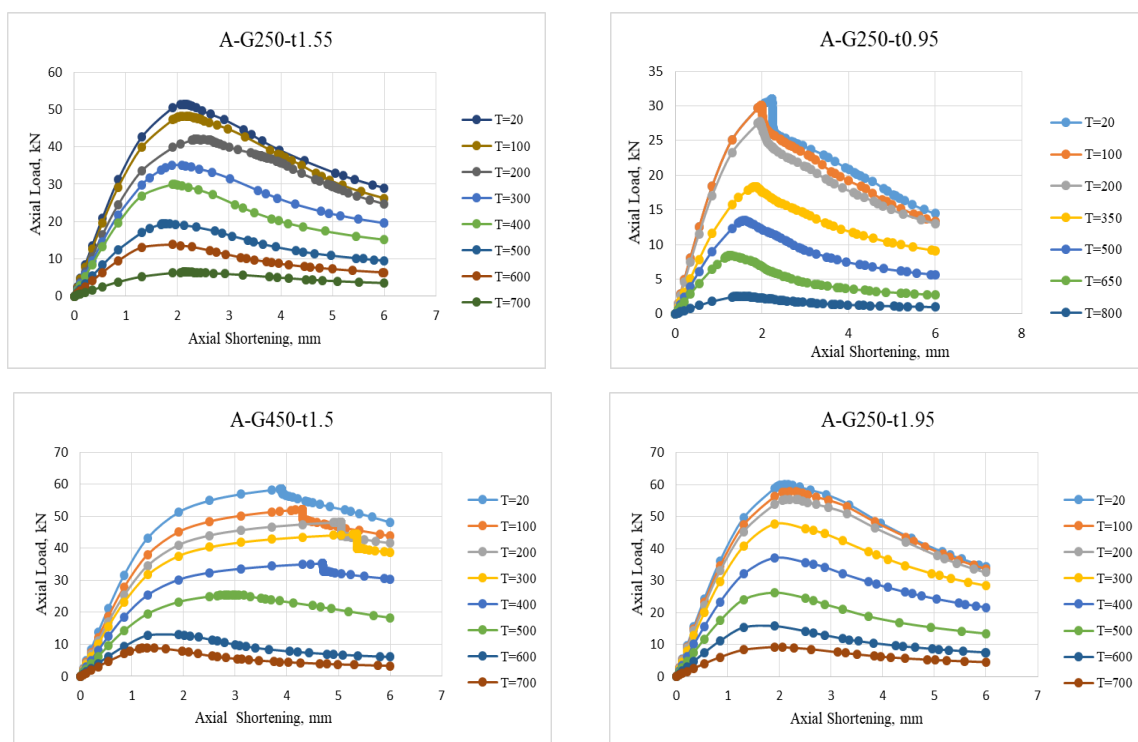 A-G250-t1.55
60
50
40
30
20
10
0
0 1 2 3 4 5 6 7
Axial Load, kN
Axial Shortening, mm
T=20
T=100
T=200
T=300
T=400
T=500
T=600
T=700
A-G250-t0.95
35
30
25
20
15
10
5
0
0 2 4 6 8
Axial Load, kN
Axial Shortening, mm
T=20
T=100
T=200
T=350
T=500
T=650
T=800
A-G450-t1.5
70
60
50
40
30
20
10
0
0 1 2 3 4 5 6 7
Axial Load, kN
Axial Shortening, mm
T=20
T=100
T=200
T=300
T=400
T=500
T=600
T=700
A-G250-t1.95
70
60
50
40
30
20
10
0
0 1 2 3 4 5 6 7
Axial Load, kN
Axial Shortening, mm
T=20
T=100
T=200
T=300
T=400
T=500
T=600
T=700